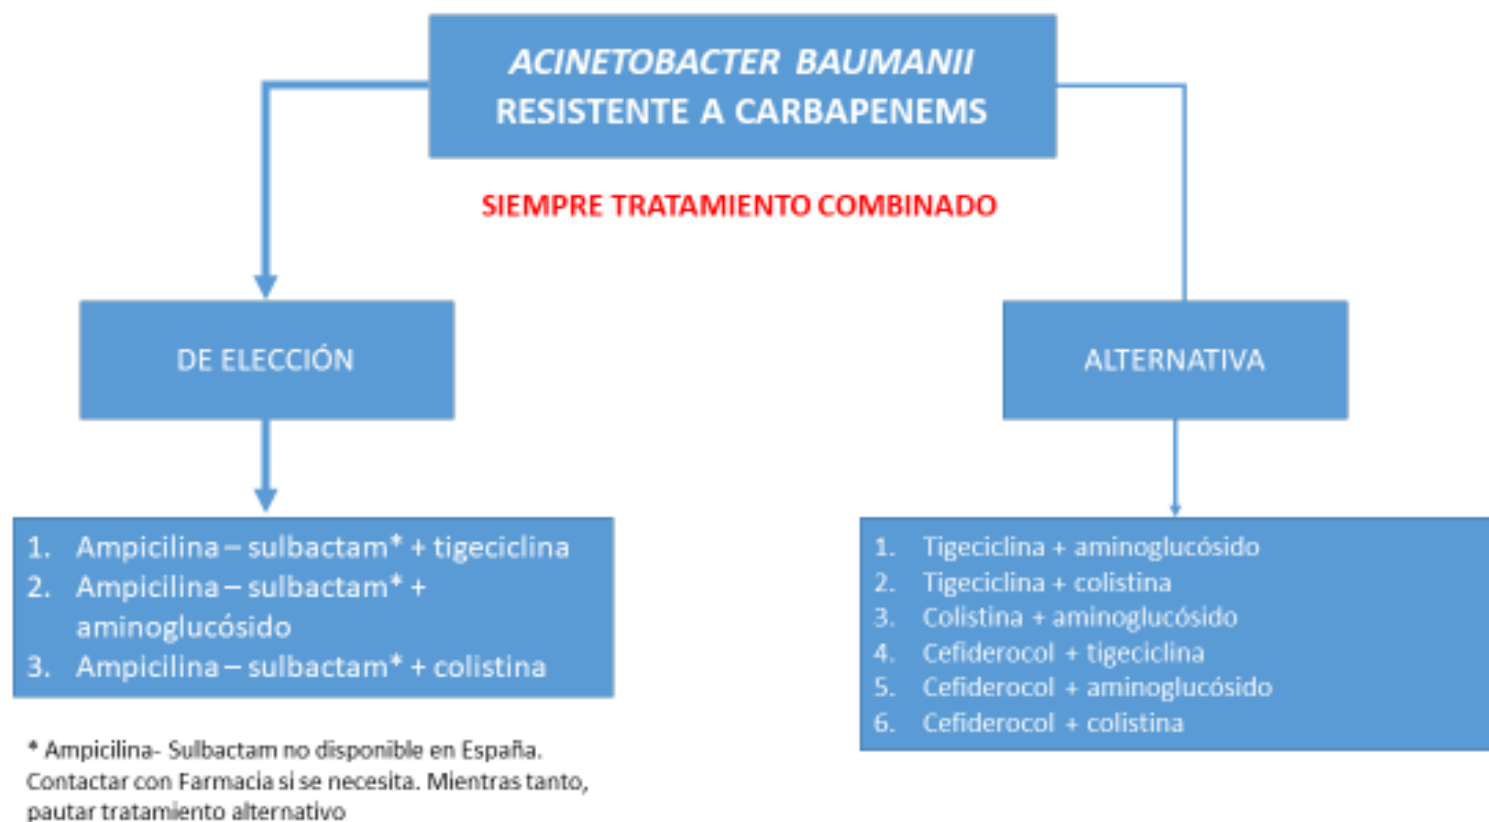 ACINETOBACTER BAUMANII
RESISTENTE A CARBAPENEMS
SIEMPRE TRATAMIENTO COMBINADO
DE ELECCIÓN
ALTERNATIVA
1. Ampicilina – sulbactam* + tigeciclina
2. Ampicilina – sulbactam* +
aminoglucósido
3. Ampicilina – sulbactam* + colistina
1. Tigeciclina + aminoglucósido
2. Tigeciclina + colistina
3. Colistina + aminoglucósido
4. Cefiderocol + tigeciclina
5. Cefiderocol + aminoglucósido
6. Cefiderocol + colistina
* Ampicilina- Sulbactam no disponible en España.
Contactar con Farmacia si se necesita. Mientras tanto,
pautar tratamiento alternativo